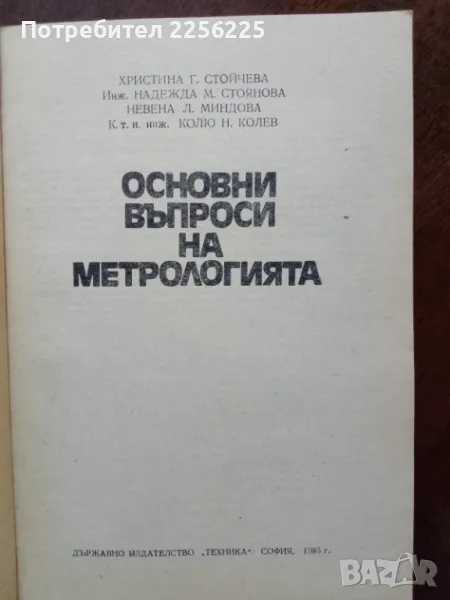 Потребител 2256225
ХРИСТИНА Г. СТОЙЧЕВА
Инж. НАДЕЖДА М. СТОЯНОВА
НЕВЕНА Л. МИНДОВА
К. т. н. инж. КОЛЮ Н. КОЛЕВ
ОСНОВНИ
ВЪПРОСИ
НА
МЕТРОЛОГИЯТА
ДЪРЖАВНО ИЗДАТЕЛСТВО „ТЕХНИКА“ СОФИЯ, 1985 г.
BAZAR